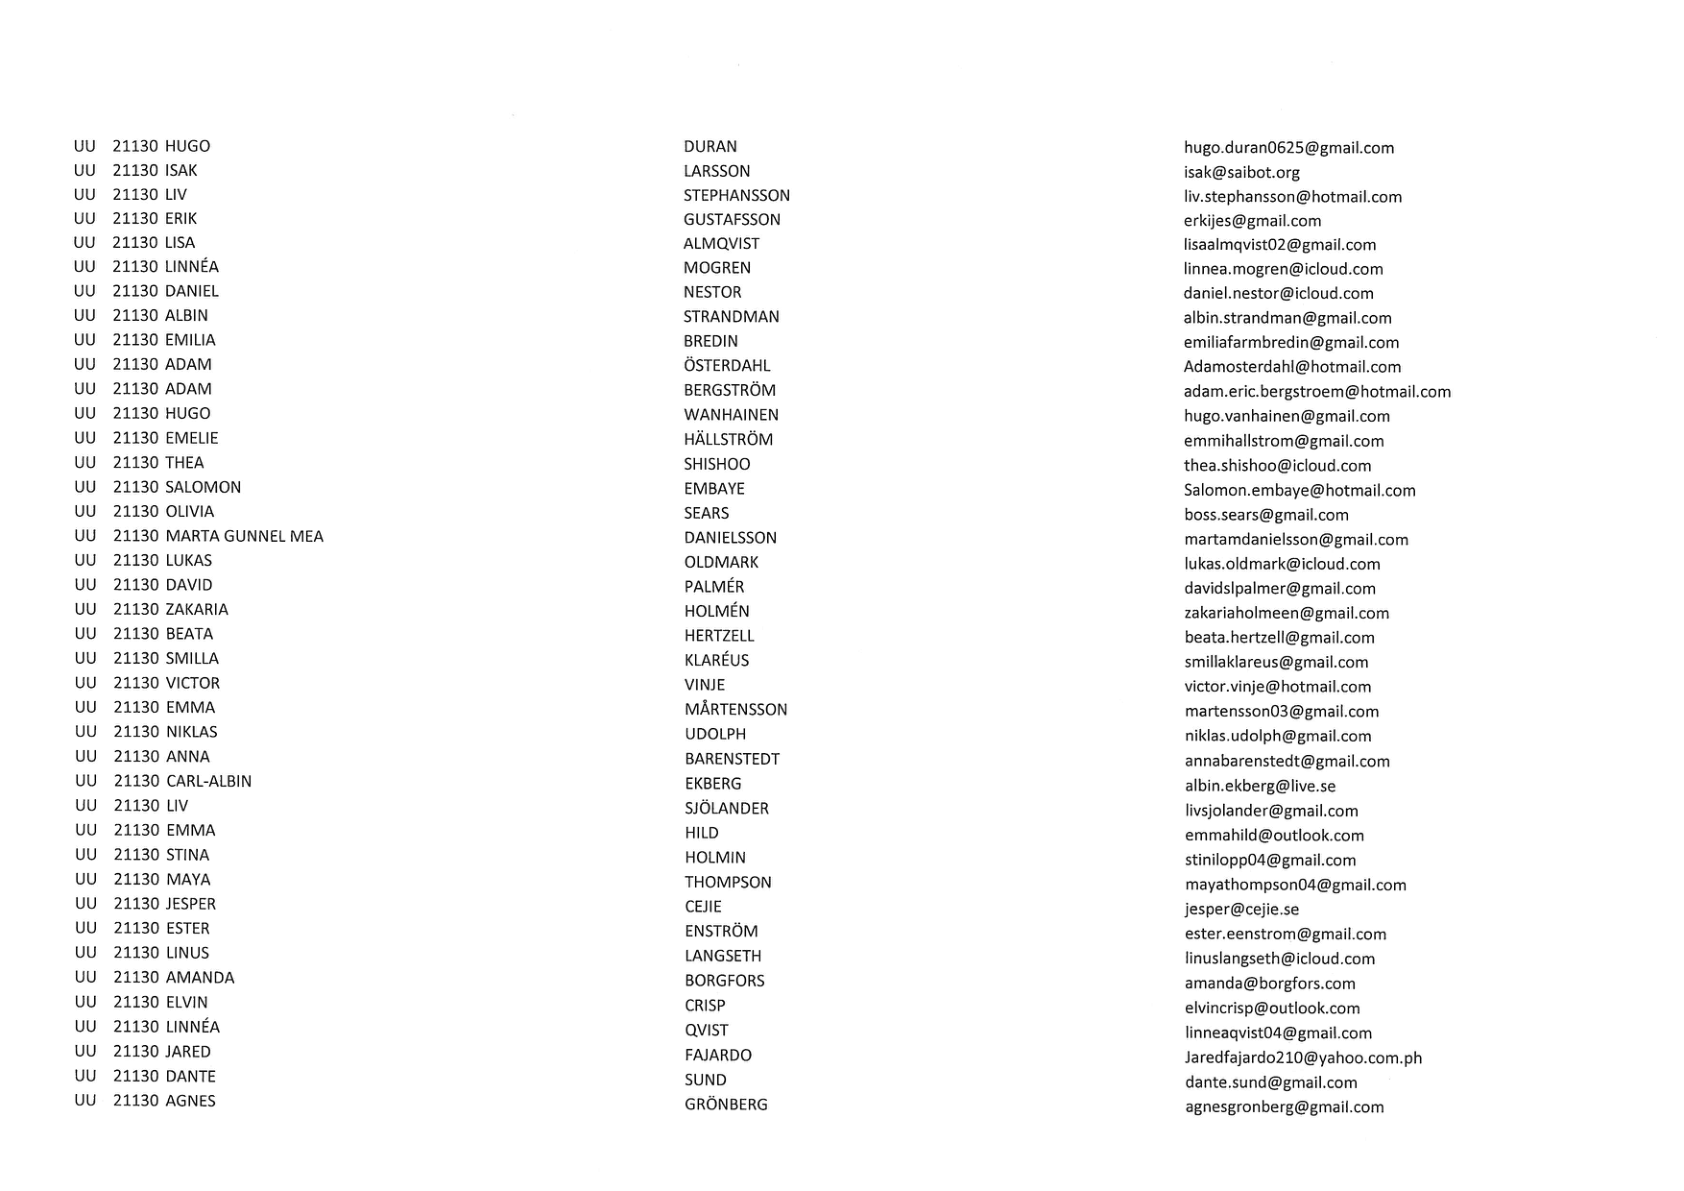 UU 21130 HUGO DURAN hugo.duran0625@gmail.com
UU 21130 ISAK LARSSON isak@saibot.org
UU 21130 LIV STEPHANSSON liv.stephansson@hotmail.com
UU 21130 ERIK GUSTAFSSON erkijes@gmail.com
UU 21130 LISA ALMQVIST lisaalmqvist02@gmail.com
UU 21130 LINNÉA MOGREN linnea.mogren@icloud.com
UU 21130 DANIEL NESTOR daniel.nestor@icloud.com
UU 21130 ALBIN STRANDMAN albin.strandman@gmail.com
UU 21130 EMILIA BREDIN emiliafarmbredin@gmail.com
UU 21130 ADAM ÖSTERDAHL Adamosterdahl@hotmail.com
UU 21130 ADAM BERGSTRÖM adam.eric.bergstroem@hotmail.com
UU 21130 HUGO WANHAINEN hugo.vanhainen@gmail.com
UU 21130 EMELIE HÄLLSTRÖM emmihallstrom@gmail.com
UU 21130 THEA SHISHOO thea.shishoo@icloud.com
UU 21130 SALOMON EMBAYE Salomon.embaye@hotmail.com
UU 21130 OLIVIA SEARS boss.sears@gmail.com
UU 21130 MARTA GUNNEL MEA DANIELSSON martamdanielsson@gmail.com
UU 21130 LUKAS OLDMARK lukas.oldmark@icloud.com
UU 21130 DAVID PALMÉR davidslpalmer@gmail.com
UU 21130 ZAKARIA HOLMÉN zakariaholmeen@gmail.com
UU 21130 BEATA HERTZELL beata.hertzell@gmail.com
UU 21130 SMILLA KLARÉUS smillaklareus@gmail.com
UU 21130 VICTOR VINJE victor.vinje@hotmail.com
UU 21130 EMMA MÅRTENSSON martensson03@gmail.com
UU 21130 NIKLAS UDOLPH niklas.udolph@gmail.com
UU 21130 ANNA BARENSTEDT annabarenstedt@gmail.com
UU 21130 CARL-ALBIN EKBERG albin.ekberg@live.se
UU 21130 LIV SJÖLANDER livsjolander@gmail.com
UU 21130 EMMA HILD emmahild@outlook.com
UU 21130 STINA HOLMIN stinilopp04@gmail.com
UU 21130 MAYA THOMPSON mayathompson04@gmail.com
UU 21130 JESPER CEJIE jesper@cejie.se
UU 21130 ESTER ENSTRÖM ester.eenstrom@gmail.com
UU 21130 LINUS LANGSETH linuslangseth@icloud.com
UU 21130 AMANDA BORGFORS amanda@borgfors.com
UU 21130 ELVIN CRISP elvincrisp@outlook.com
UU 21130 LINNÉA QVIST linneaqvist04@gmail.com
UU 21130 JARED FAJARDO Jaredfajardo210@yahoo.com.ph
UU 21130 DANTE SUND dante.sund@gmail.com
UU 21130 AGNES GRÖNBERG agnesgronberg@gmail.com